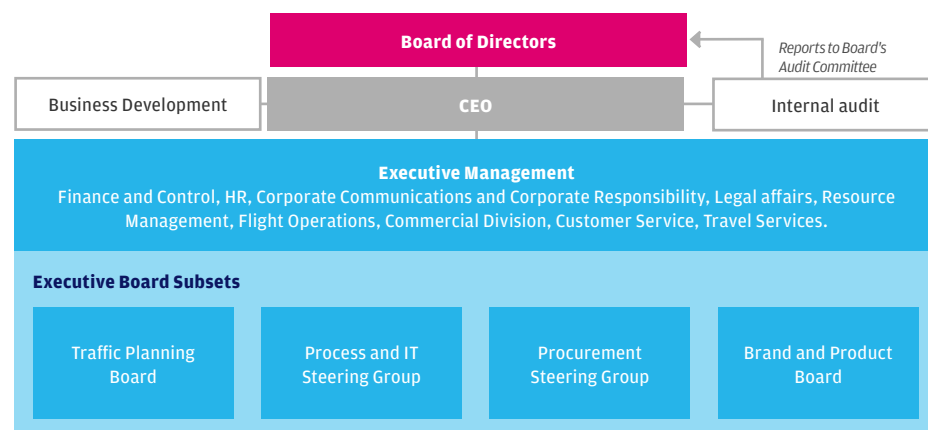 Board of Directors
Reports to Board's
Audit Committee
Business Development
CEO
Internal audit
Executive Management
Finance and Control, HR, Corporate Communications and Corporate Responsibility, Legal affairs, Resource
Management, Flight Operations, Commercial Division, Customer Service, Travel Services.
Executive Board Subsets
Traffic Planning
Board
Process and IT
Steering Group
Procurement
Steering Group
Brand and Product
Board